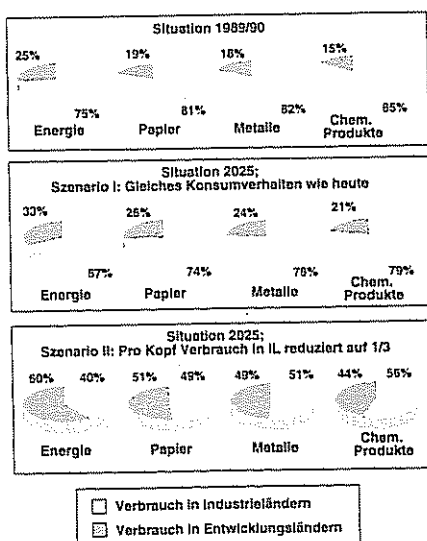 Situation 1989/90
25% 19% 18% 15%
75% 81% 82% 85%
Energie Papier Metalle Chem. Produkte
Situation 2025;
Szenario I: Gleiches Konsumverhalten wie heute
33% 26% 24% 21%
67% 74% 76% 79%
Energie Papier Metalle Chem. Produkte
Situation 2025;
Szenario II: Pro Kopf Verbrauch in IL reduziert auf 1/3
60% 40% 51% 49% 49% 51% 44% 56%
Energie Papier Metalle Chem. Produkte
Verbrauch in Industrieländern
Verbrauch in Entwicklungsländern